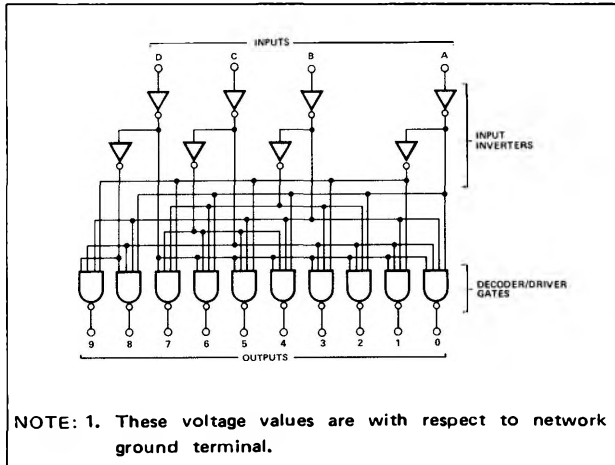 INPUTS
D C B A
INPUT
INVERTERS
DECODER/DRIVER
GATES
9 8 7 6 5 4 3 2 1 0
OUTPUTS
NOTE: 1. These voltage values are with respect to network
ground terminal.